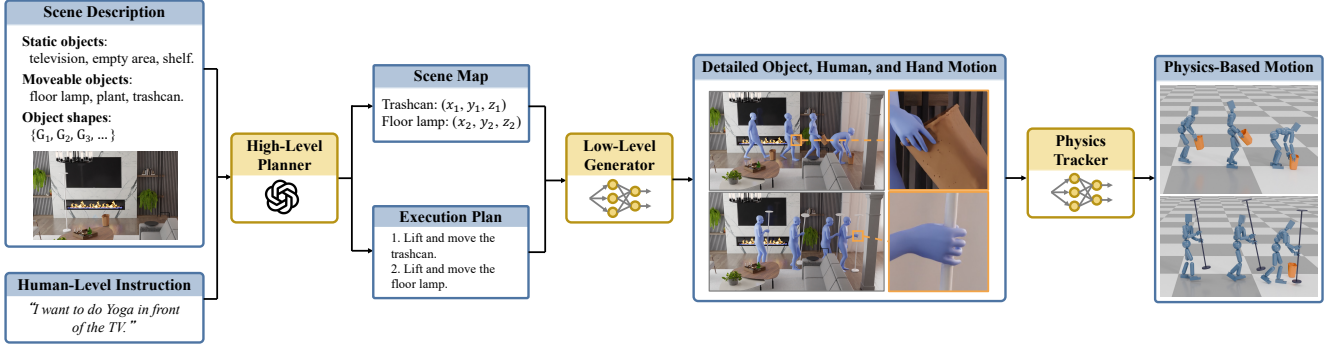 Scene Description
Static objects:
television, empty area, shelf.
Moveable objects:
floor lamp, plant, trashcan.
Object shapes:
{G₁, G₂, G₃, ... }
Human-Level Instruction
“I want to do Yoga in front
of the TV.”
High-Level
Planner
Scene Map
Trashcan: (x₁, y₁, z₁)
Floor lamp: (x₂, y₂, z₂)
Execution Plan
1. Lift and move the
trashcan.
2. Lift and move the
floor lamp.
Low-Level
Generator
Detailed Object, Human, and Hand Motion
Physics
Tracker
Physics-Based Motion